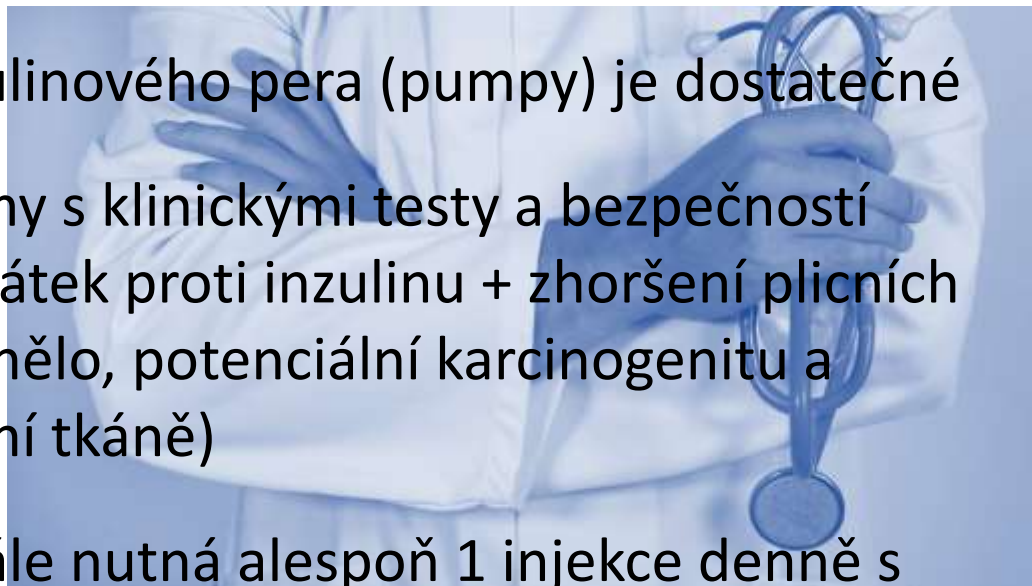 ulinového pera (pumpy) je dostatečné
ny s klinickými testy a bezpečností
átek proti inzulinu + zhoršení plicních
nělo, potenciální karcinogenitu a
ní tkáně)
ále nutná alespoň 1 injekce denně s